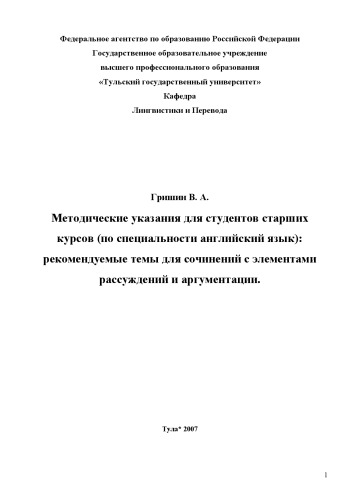 Федеральное агентство по образованию Российской Федерации
Государственное образовательное учреждение
высшего профессионального образования
«Тульский государственный университет»
Кафедра
Лингвистики и Перевода
Гришин В. А.
Методические указания для студентов старших
курсов (по специальности английский язык):
рекомендуемые темы для сочинений с элементами
рассуждений и аргументации.
Тула* 2007
1